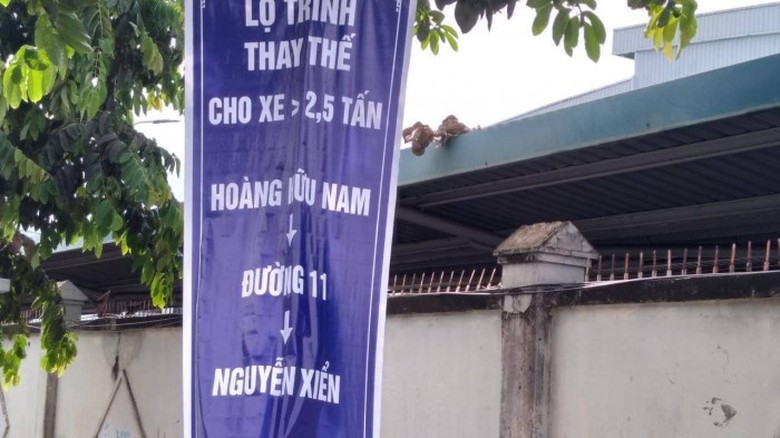 LỘ TRÌNH
THAY THẾ
CHO XE > 2,5 TẤN
HOÀNG HỮU NAM
↓
ĐƯỜNG 11
↓
NGUYỄN XIỂN